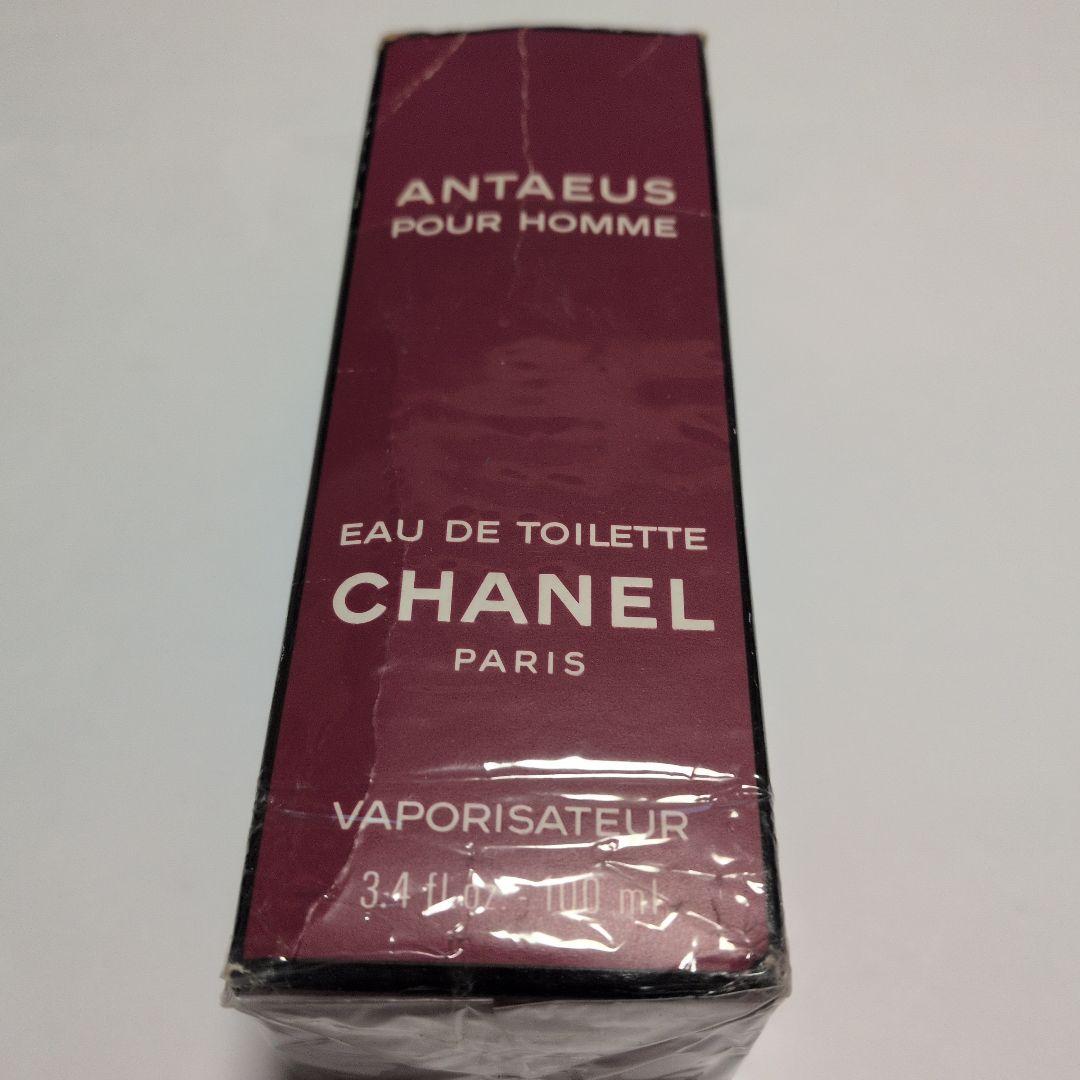 ANTAEUS
POUR HOMME
EAU DE TOILETTE
CHANEL
PARIS
VAPORISATEUR
3.4 fl.oz - 100 ml